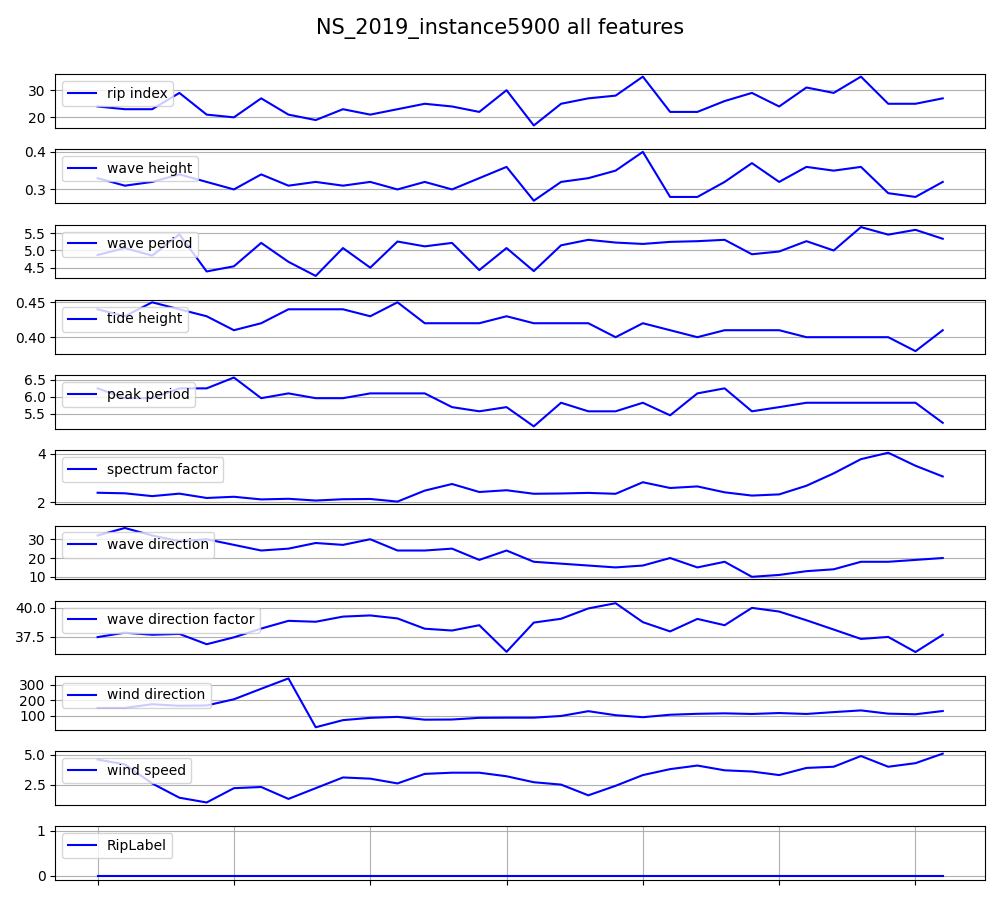 NS_2019_instance5900 all features
rip index
30
20
wave height
0.4
0.3
wave period
5.5
5.0
4.5
tide height
0.45
0.40
peak period
6.5
6.0
5.5
spectrum factor
4
2
wave direction
30
20
10
wave direction factor
40.0
37.5
wind direction
300
200
100
wind speed
5.0
2.5
RipLabel
1
0